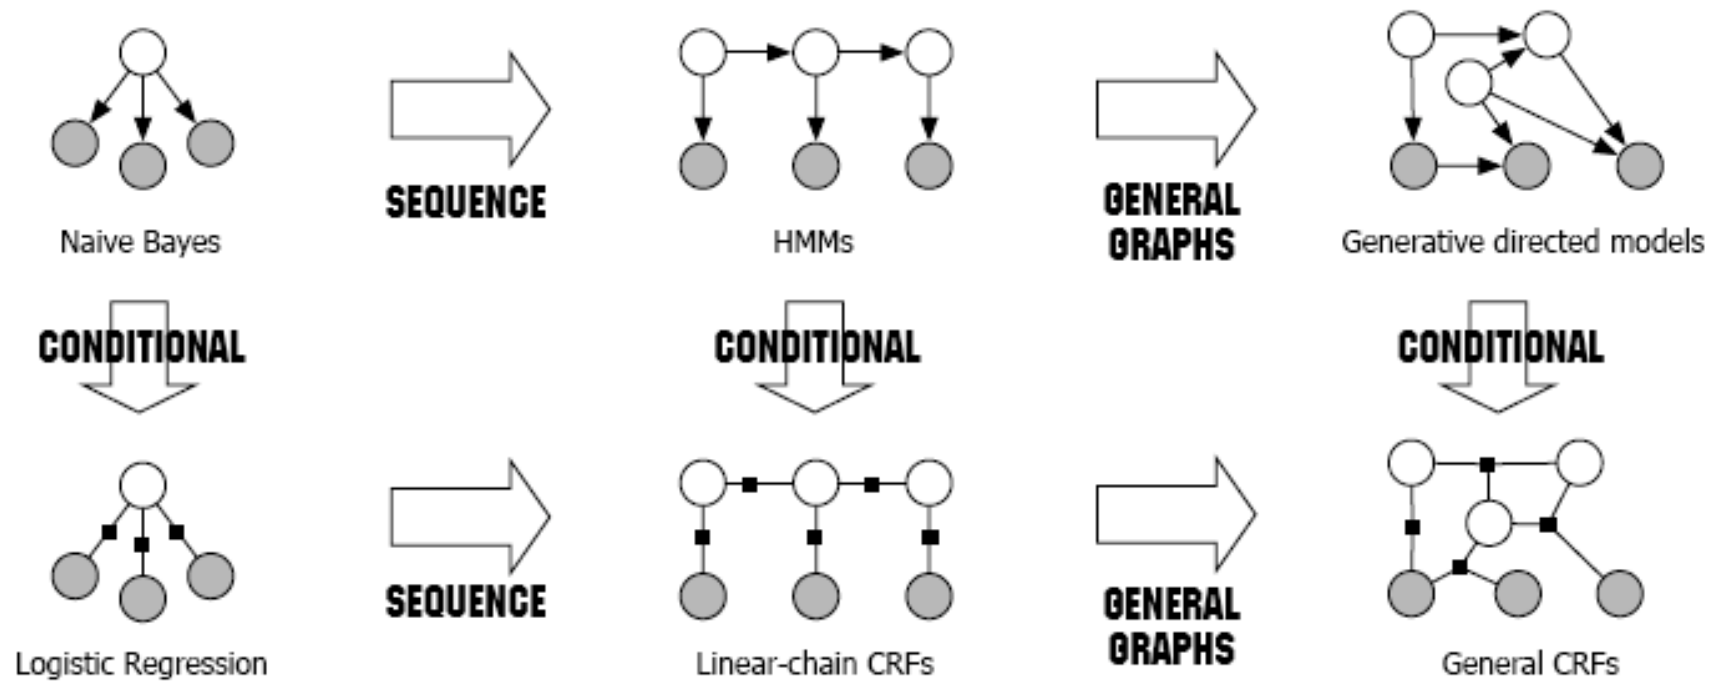 SEQUENCE
GENERAL
GRAPHS
Naive Bayes
HMMs
Generative directed models
CONDITIONAL
CONDITIONAL
CONDITIONAL
SEQUENCE
GENERAL
GRAPHS
Logistic Regression
Linear-chain CRFs
General CRFs